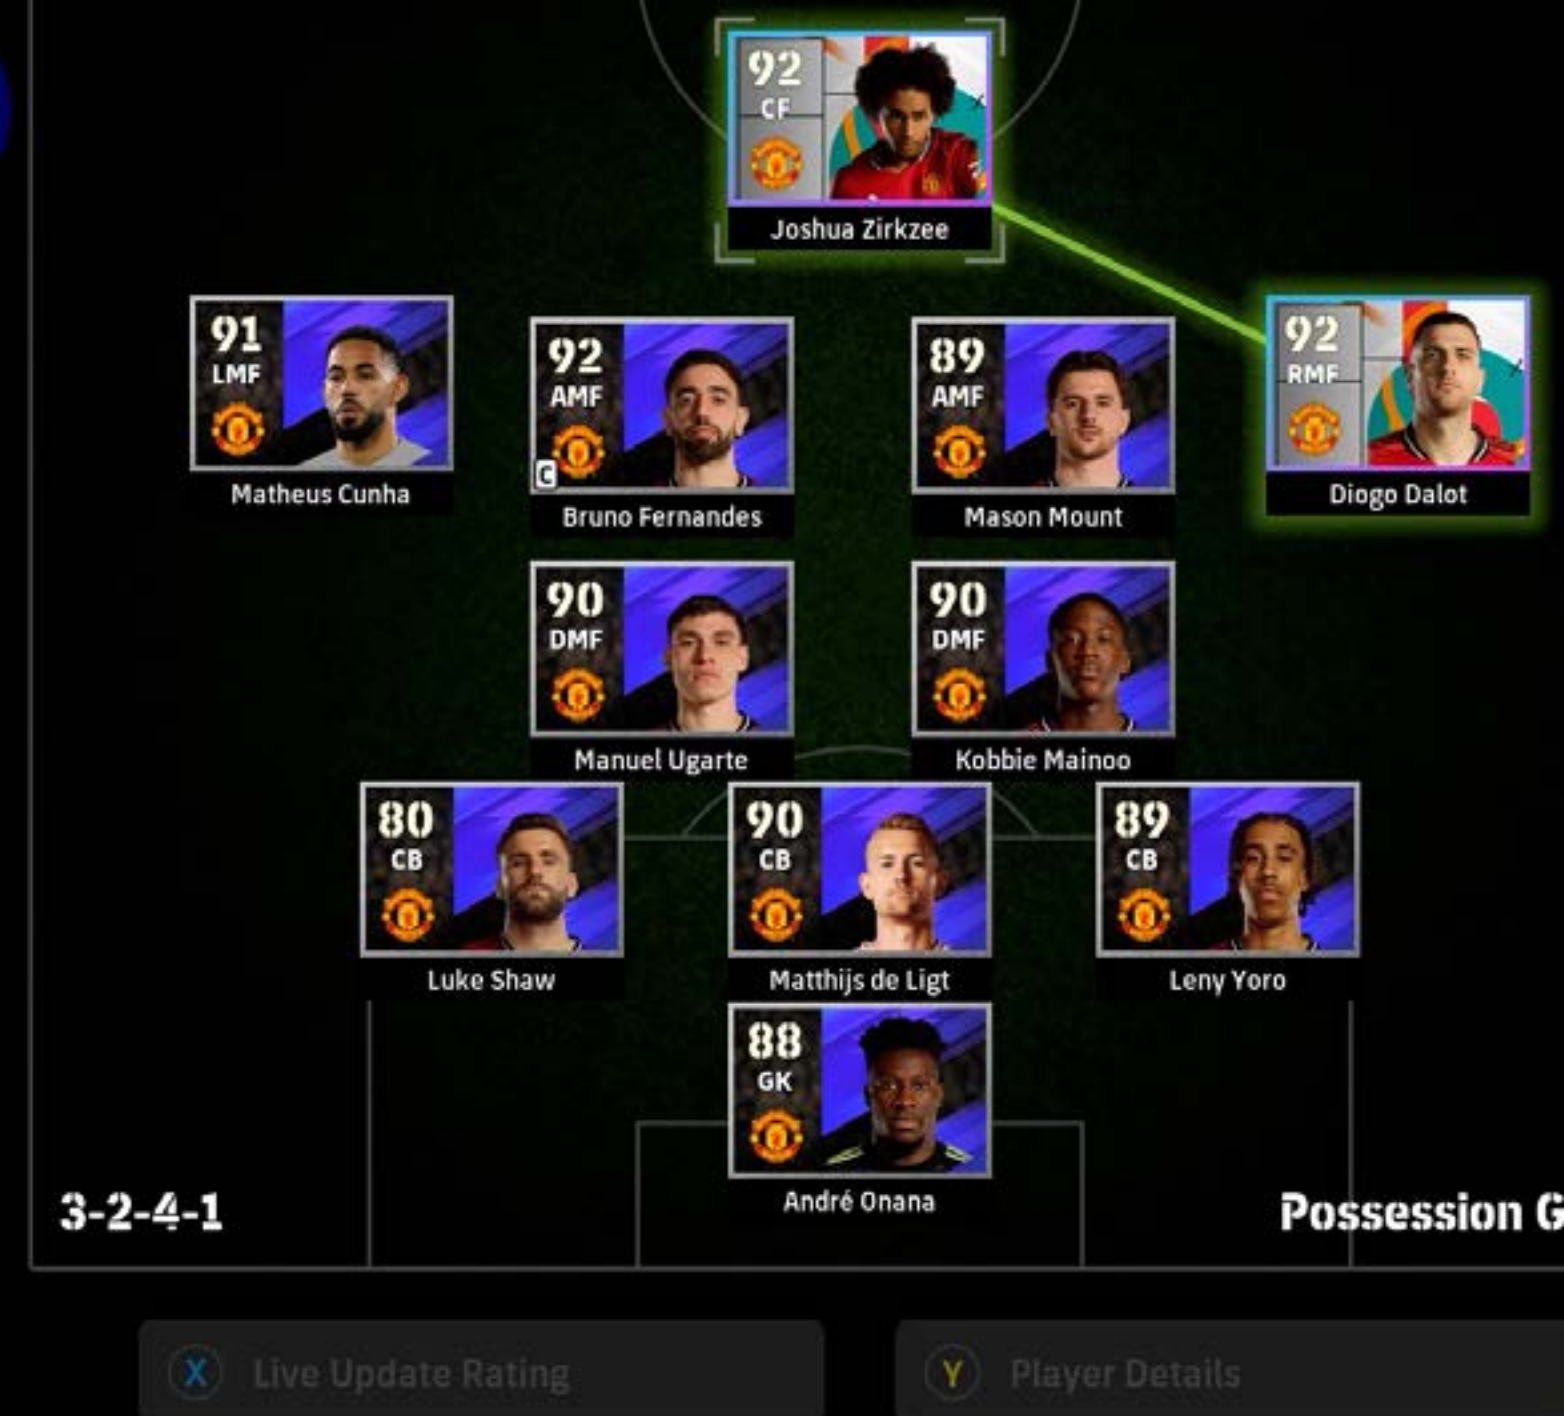 92
CF
Joshua Zirkzee
91
LMF
Matheus Cunha
92
AMF
C
Bruno Fernandes
89
AMF
Mason Mount
92
RMF
Diogo Dalot
90
DMF
Manuel Ugarte
90
DMF
Kobbie Mainoo
80
CB
Luke Shaw
90
CB
Matthijs de Ligt
89
CB
Leny Yoro
88
GK
André Onana
3-2-4-1
Possession G
X Live Update Rating
Y Player Details